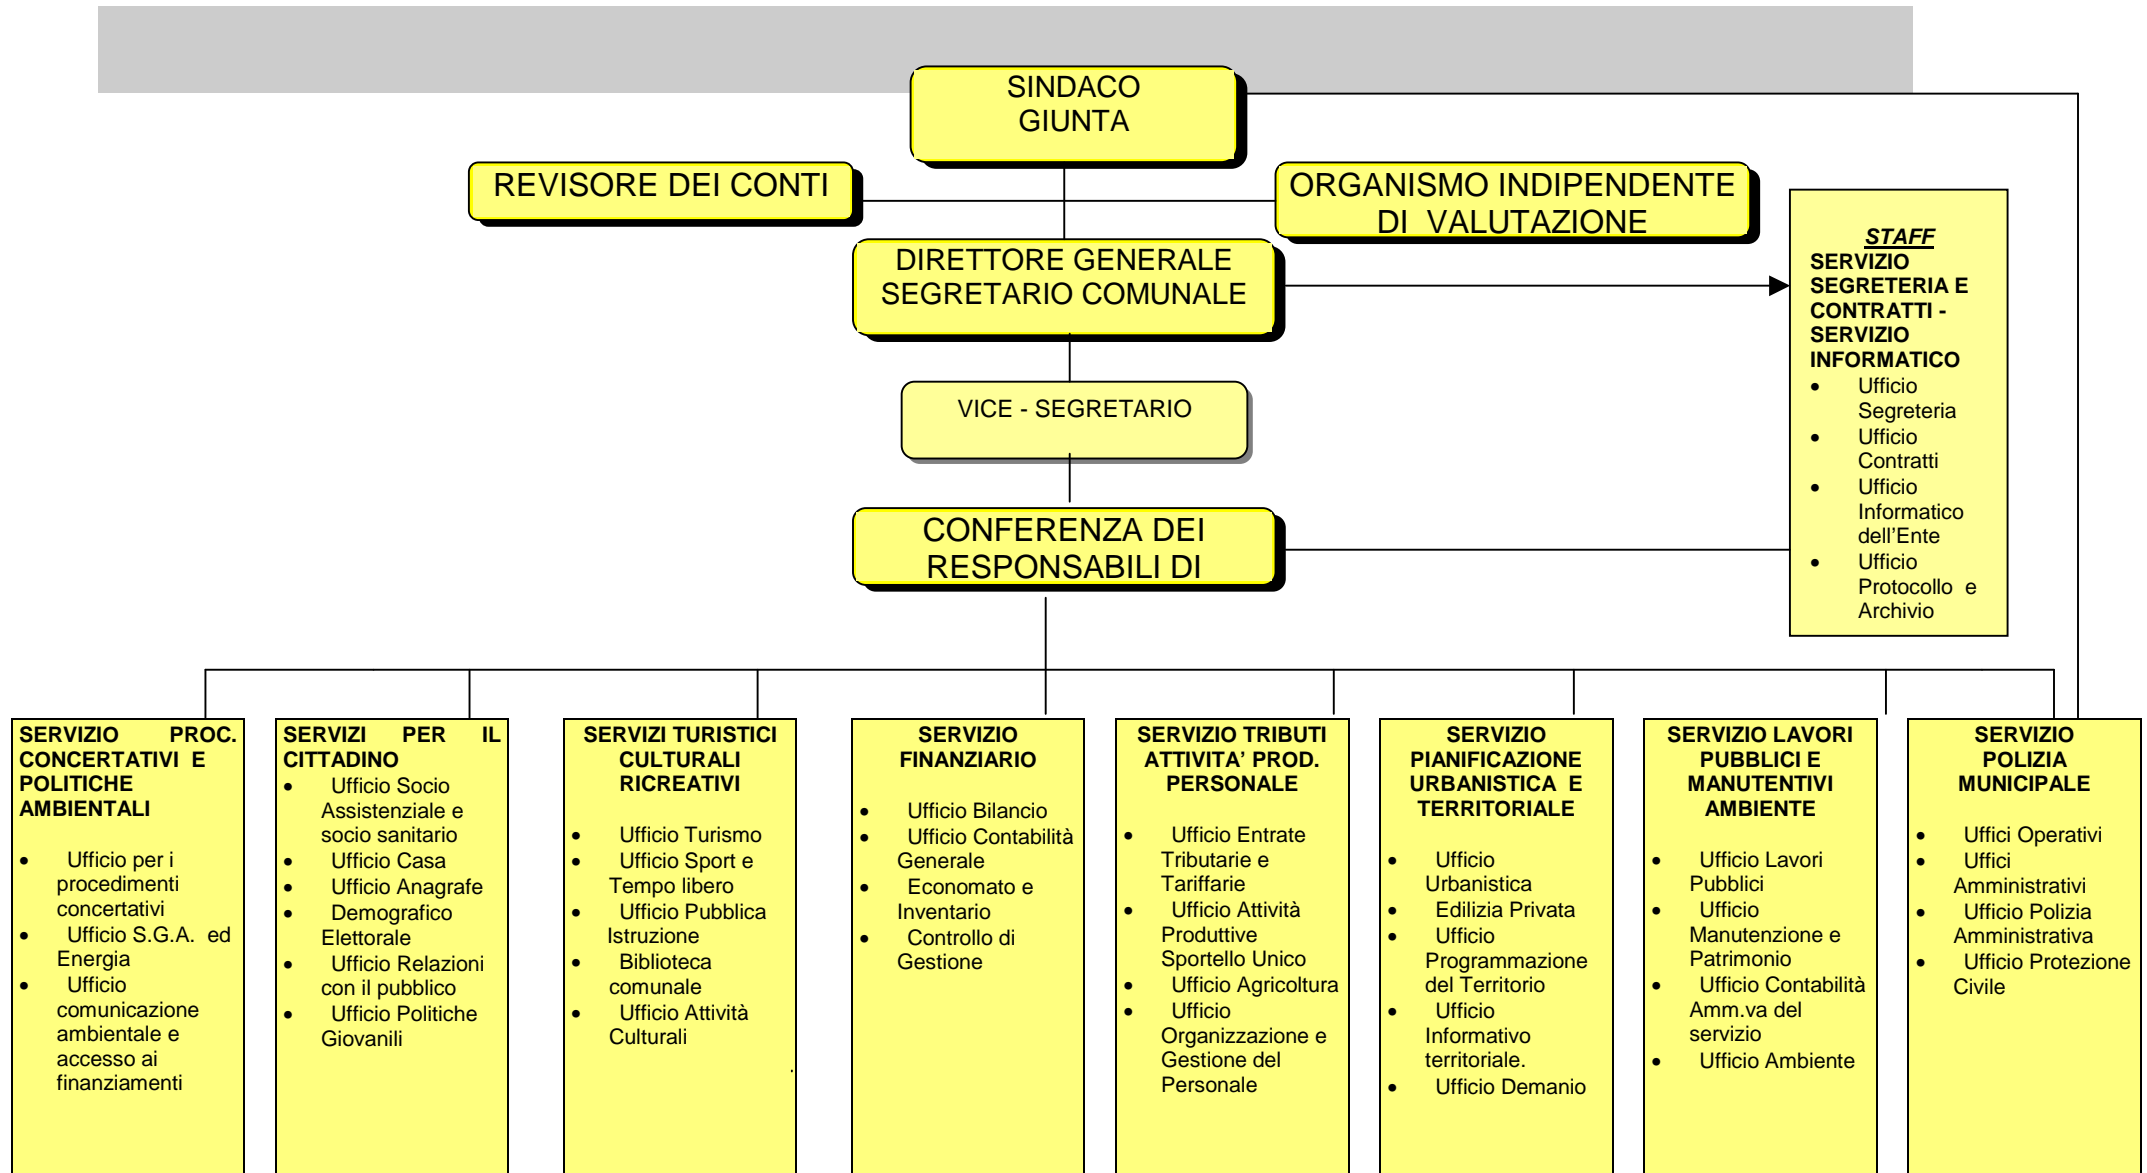 SINDACO
GIUNTA
REVISORE DEI CONTI
ORGANISMO INDIPENDENTE
DI VALUTAZIONE
DIRETTORE GENERALE
SEGRETARIO COMUNALE
STAFF
SERVIZIO
SEGRETERIA E
CONTRATTI -
SERVIZIO
INFORMATICO
• Ufficio
Segreteria
• Ufficio
Contratti
• Ufficio
Informatico
dell'Ente
• Ufficio
Protocollo e
Archivio
VICE - SEGRETARIO
CONFERENZA DEI
RESPONSABILI DI
SERVIZIO PROC.
CONCERTATIVI E
POLITICHE
AMBIENTALI
• Ufficio per i
procedimenti
concertativi
• Ufficio S.G.A. ed
Energia
• Ufficio
comunicazione
ambientale e
accesso ai
finanziamenti
SERVIZI PER IL
CITTADINO
• Ufficio Socio
Assistenziale e
socio sanitario
• Ufficio Casa
• Ufficio Anagrafe
• Demografico
Elettorale
• Ufficio Relazioni
con il pubblico
• Ufficio Politiche
Giovanili
SERVIZI TURISTICI
CULTURALI
RICREATIVI
• Ufficio Turismo
• Ufficio Sport e
Tempo libero
• Ufficio Pubblica
Istruzione
• Biblioteca
comunale
• Ufficio Attività
Culturali
.
SERVIZIO
FINANZIARIO
• Ufficio Bilancio
• Ufficio Contabilità
Generale
• Economato e
Inventario
• Controllo di
Gestione
SERVIZIO TRIBUTI
ATTIVITA' PROD.
PERSONALE
• Ufficio Entrate
Tributarie e
Tariffarie
• Ufficio Attività
Produttive
Sportello Unico
• Ufficio Agricoltura
• Ufficio
Organizzazione e
Gestione del
Personale
SERVIZIO
PIANIFICAZIONE
URBANISTICA E
TERRITORIALE
• Ufficio
Urbanistica
• Edilizia Privata
• Ufficio
Programmazione
del Territorio
• Ufficio
Informativo
territoriale.
• Ufficio Demanio
SERVIZIO LAVORI
PUBBLICI E
MANUTENTIVI
AMBIENTE
• Ufficio Lavori
Pubblici
• Ufficio
Manutenzione e
Patrimonio
• Ufficio Contabilità
Amm.va del
servizio
• Ufficio Ambiente
SERVIZIO
POLIZIA
MUNICIPALE
• Uffici Operativi
• Uffici
Amministrativi
• Ufficio Polizia
Amministrativa
• Ufficio Protezione
Civile